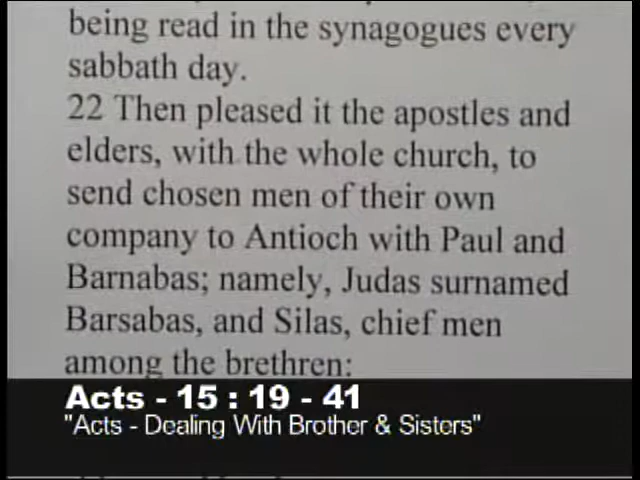 being read in the synagogues every
sabbath day.
22 Then pleased it the apostles and
elders, with the whole church, to
send chosen men of their own
company to Antioch with Paul and
Barnabas; namely, Judas surnamed
Barsabas, and Silas, chief men
among the brethren:
Acts - 15 : 19 - 41
"Acts - Dealing With Brother & Sisters"